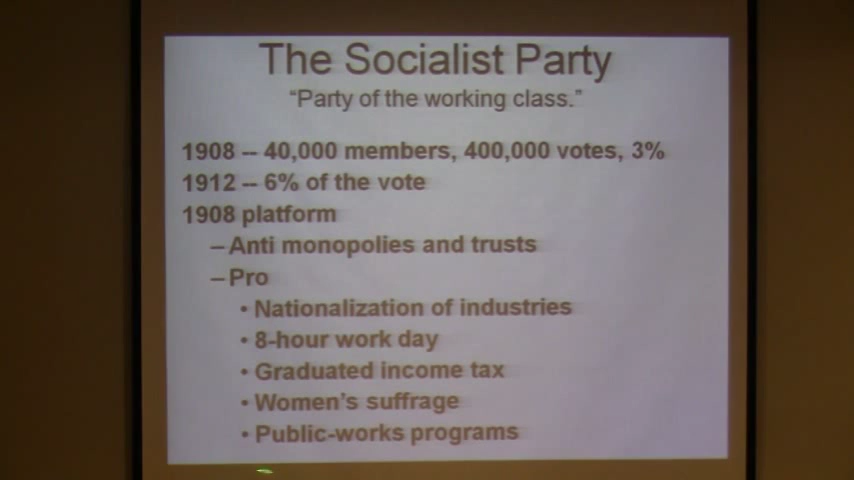 The Socialist Party
“Party of the working class.”
1908 – 40,000 members, 400,000 votes, 3%
1912 – 6% of the vote
1908 platform
– Anti monopolies and trusts
– Pro
• Nationalization of industries
• 8-hour work day
• Graduated income tax
• Women’s suffrage
• Public-works programs